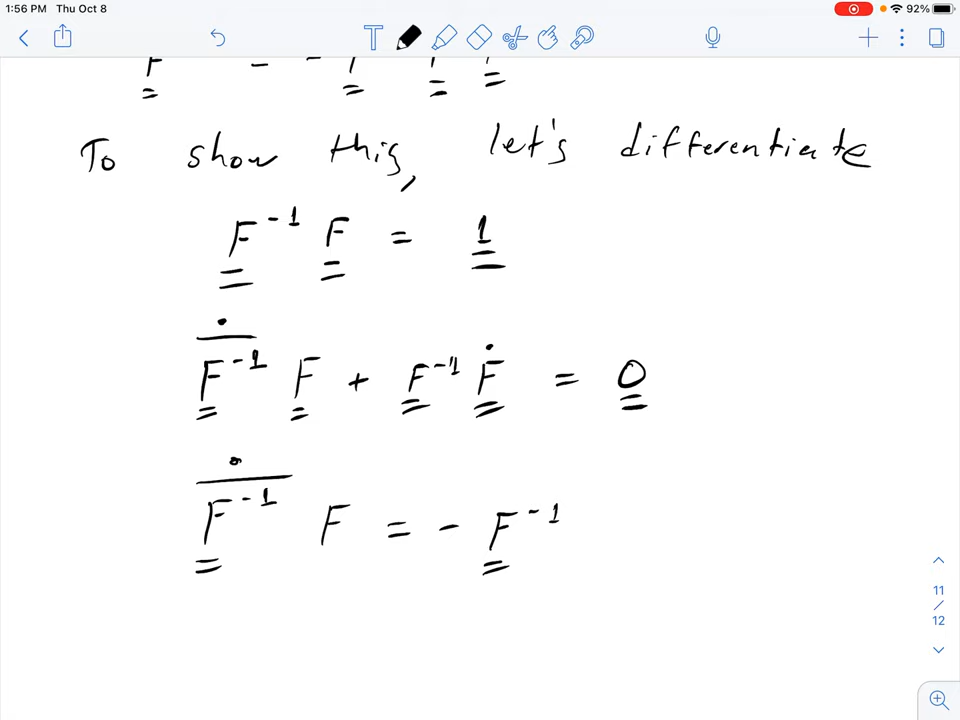 1:56 PM Thu Oct 8 92%
T
To show this, let's differentiate
F⁻¹ F = 1
F⁻¹ F + F⁻¹ Ḟ = 0
F⁻¹ F = - F⁻¹
11
/
12